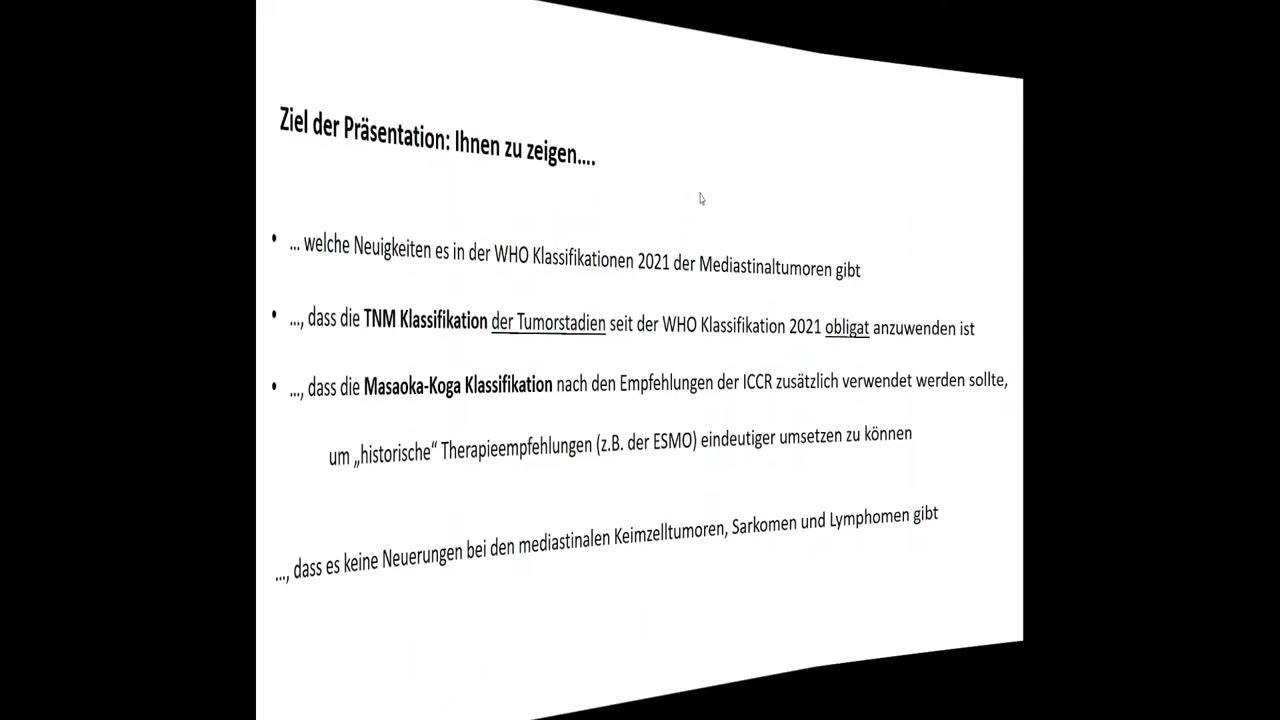 Ziel der Präsentation: Ihnen zu zeigen....
• ... welche Neuigkeiten es in der WHO Klassifikationen 2021 der Mediastinaltumoren gibt
• ..., dass die TNM Klassifikation der Tumorstadien seit der WHO Klassifikation 2021 obligat anzuwenden ist
• ..., dass die Masaoka-Koga Klassifikation nach den Empfehlungen der ICCR zusätzlich verwendet werden sollte,
um „historische“ Therapieempfehlungen (z.B. der ESMO) eindeutiger umsetzen zu können
..., dass es keine Neuerungen bei den mediastinalen Keimzelltumoren, Sarkomen und Lymphomen gibt